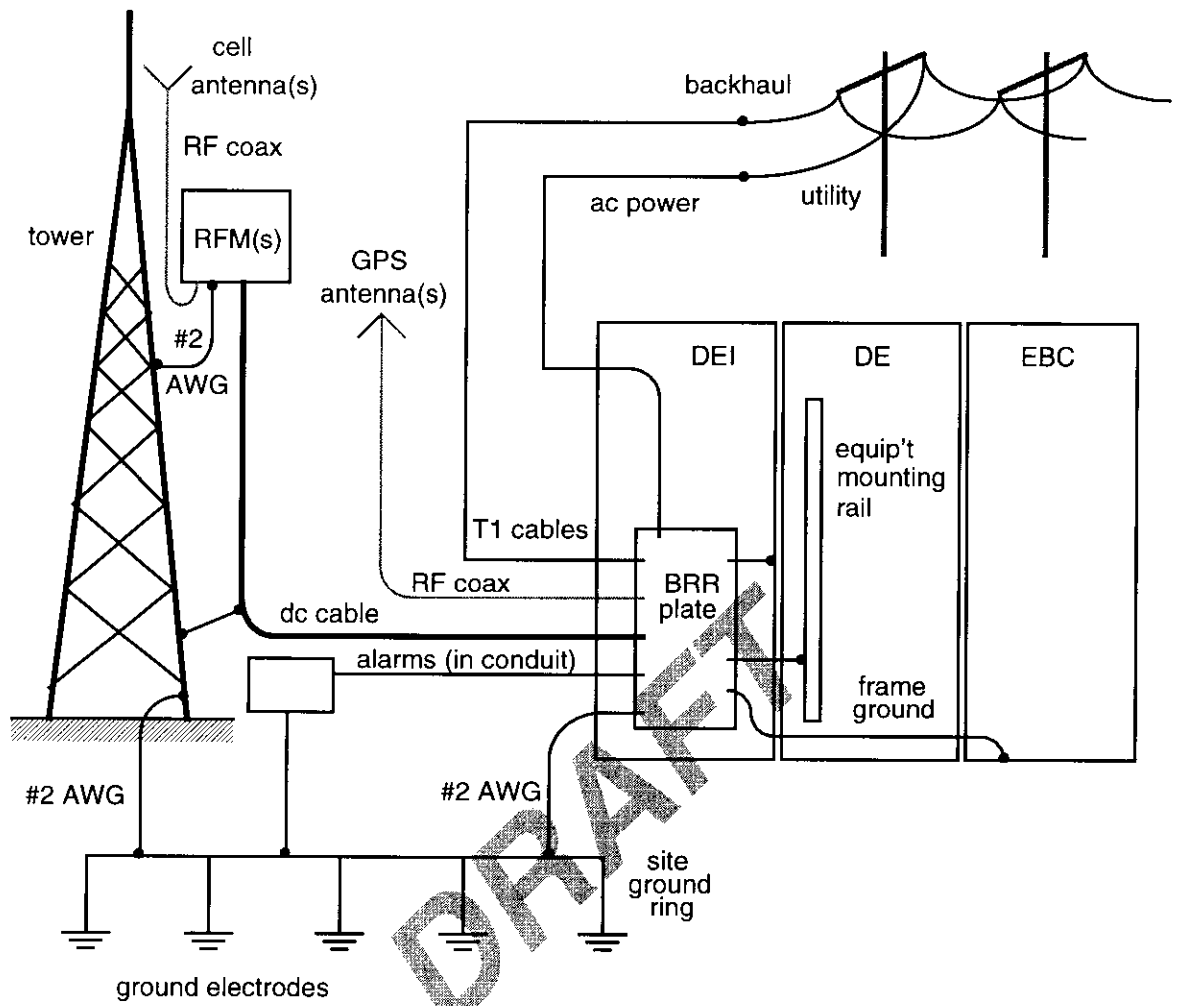 cell
antenna(s)
backhaul
RF coax
ac power
utility
tower
RFM(s)
GPS
antenna(s)
#2
AWG
DEI
DE
EBC
equip't
mounting
rail
T1 cables
BRR
plate
RF coax
dc cable
alarms (in conduit)
frame
ground
#2 AWG
#2 AWG
site
ground
ring
ground electrodes
DRAFT